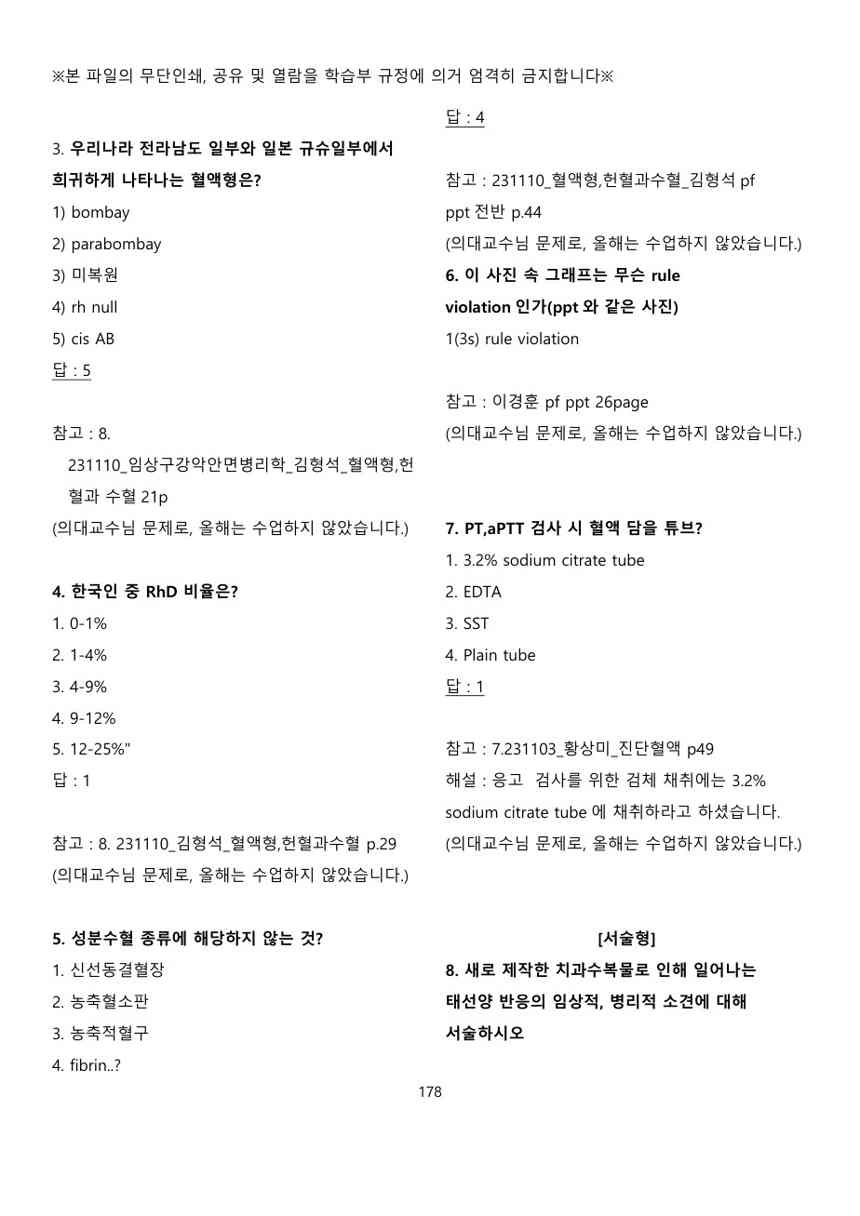 ※본 파일의 무단인쇄, 공유 및 열람을 학습부 규정에 의거 엄격히 금지합니다※
3. 우리나라 전라남도 일부와 일본 규슈일부에서
희귀하게 나타나는 혈액형은?
1) bombay
2) parabombay
3) 미복원
4) rh null
5) cis AB
답 : 5
참고 : 8.
231110_임상구강악안면병리학_김형석_혈액형,헌
혈과 수혈 21p
(의대교수님 문제로, 올해는 수업하지 않았습니다.)
4. 한국인 중 RhD 비율은?
1. 0-1%
2. 1-4%
3. 4-9%
4. 9-12%
5. 12-25%"
답 : 1
참고 : 8. 231110_김형석_혈액형,헌혈과수혈 p.29
(의대교수님 문제로, 올해는 수업하지 않았습니다.)
5. 성분수혈 종류에 해당하지 않는 것?
1. 신선동결혈장
2. 농축혈소판
3. 농축적혈구
4. fibrin..?
답 : 4
참고 : 231110_혈액형,헌혈과수혈_김형석 pf
ppt 전반 p.44
(의대교수님 문제로, 올해는 수업하지 않았습니다.)
6. 이 사진 속 그래프는 무슨 rule
violation 인가(ppt 와 같은 사진)
1(3s) rule violation
참고 : 이경훈 pf ppt 26page
(의대교수님 문제로, 올해는 수업하지 않았습니다.)
7. PT,aPTT 검사 시 혈액 담을 튜브?
1. 3.2% sodium citrate tube
2. EDTA
3. SST
4. Plain tube
답 : 1
참고 : 7.231103_황상미_진단혈액 p49
해설 : 응고 검사를 위한 검체 채취에는 3.2%
sodium citrate tube 에 채취하라고 하셨습니다.
(의대교수님 문제로, 올해는 수업하지 않았습니다.)
[서술형]
8. 새로 제작한 치과수복물로 인해 일어나는
태선양 반응의 임상적, 병리적 소견에 대해
서술하시오
178